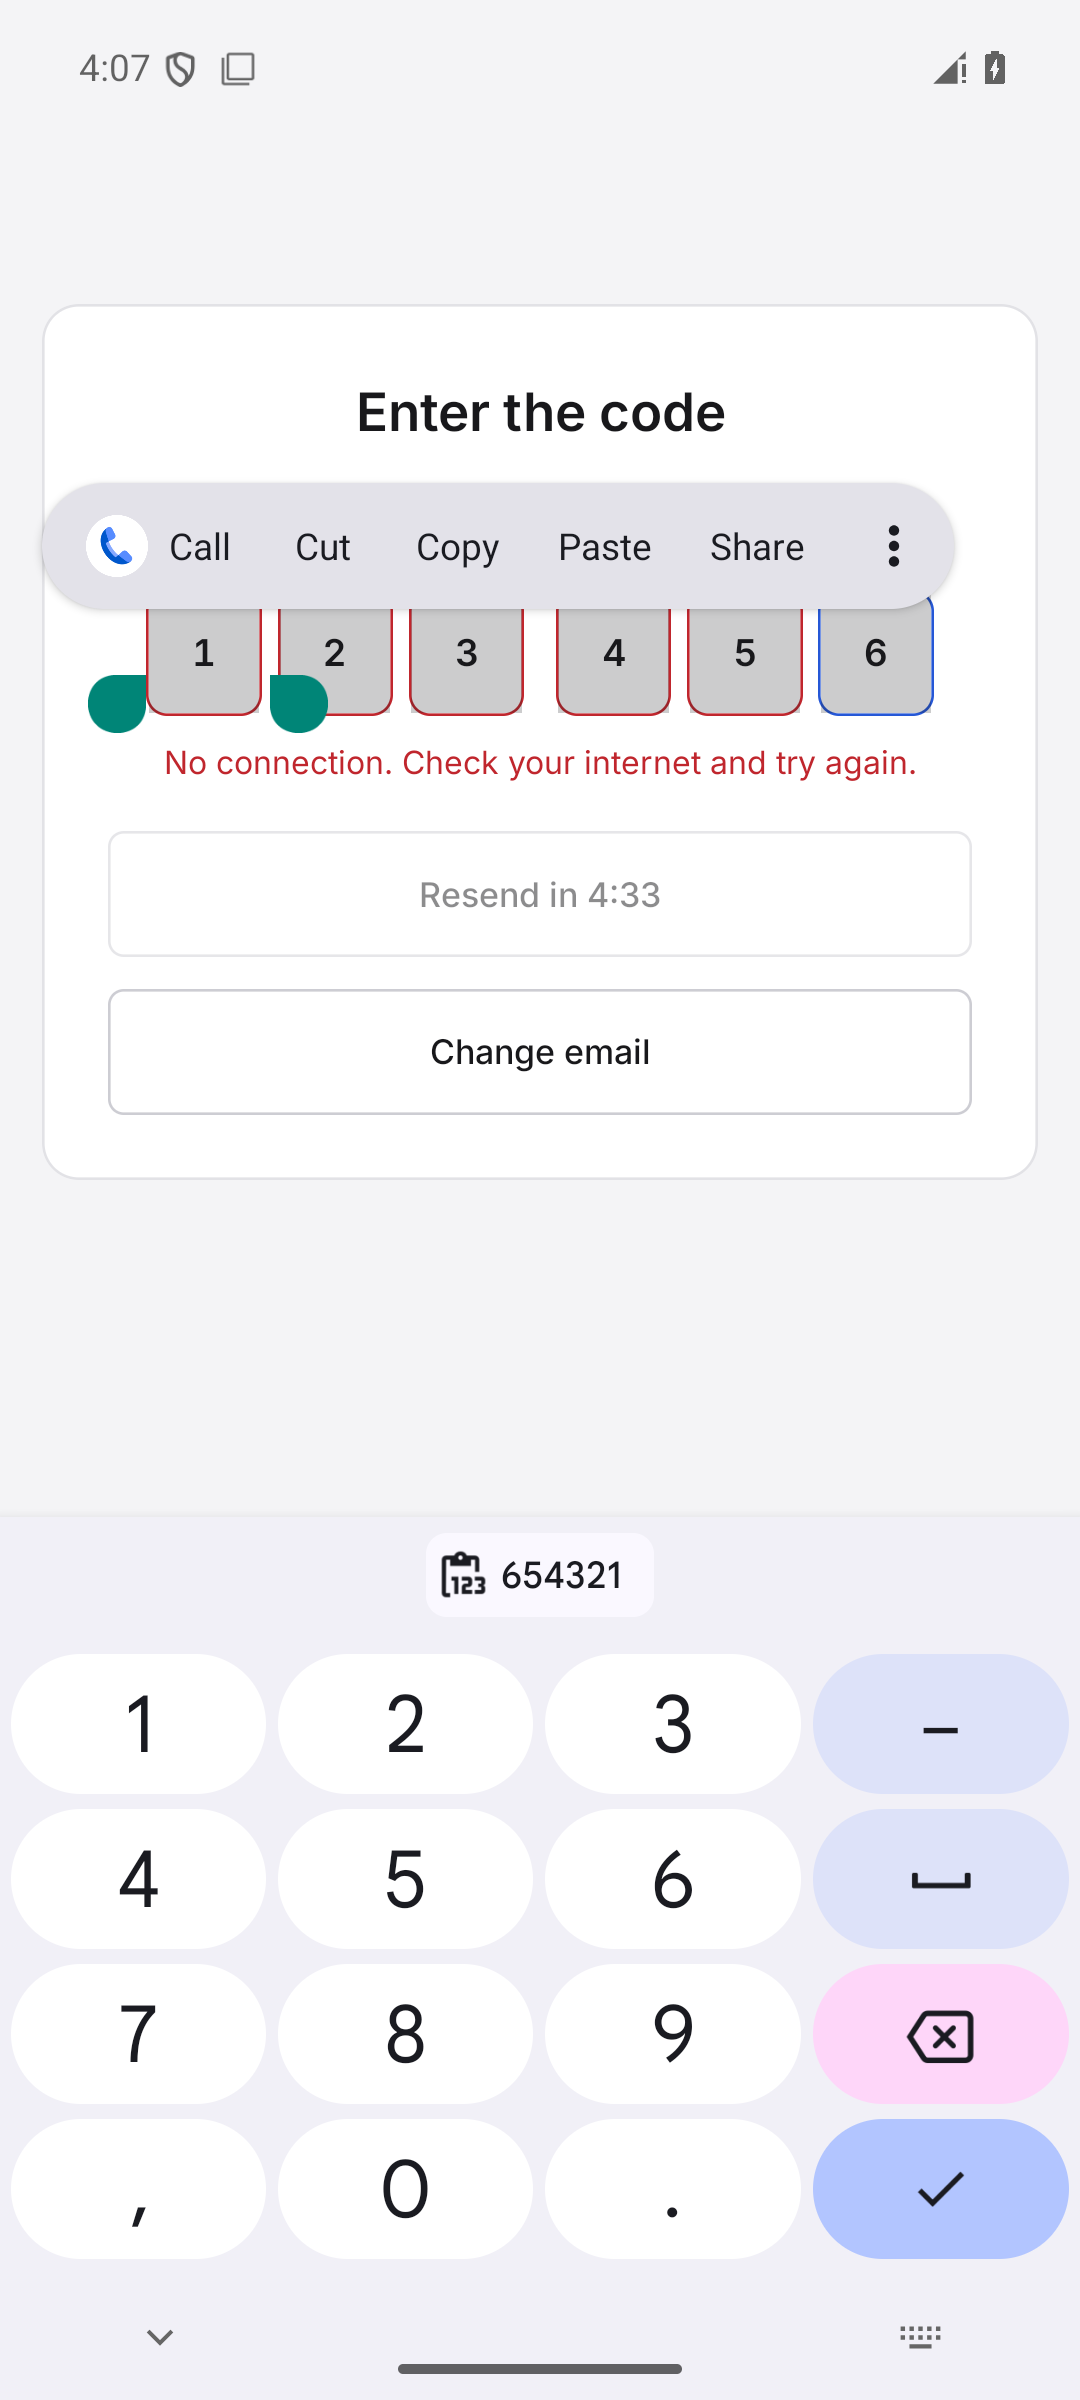 4:07
Enter the code
Call Cut Copy Paste Share
1 2 3 4 5 6
No connection. Check your internet and try again.
Resend in 4:33
Change email
123 654321
1 2 3 –
4 5 6
7 8 9
, 0 .